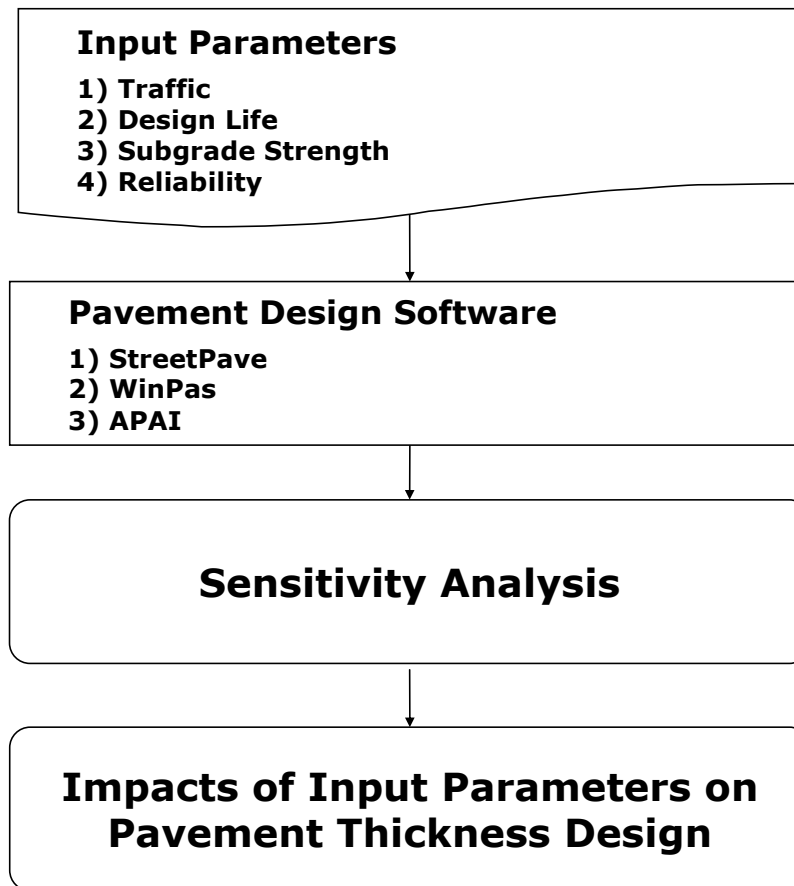 Input Parameters
1) Traffic
2) Design Life
3) Subgrade Strength
4) Reliability
Pavement Design Software
1) StreetPave
2) WinPas
3) APAI
Sensitivity Analysis
Impacts of Input Parameters on
Pavement Thickness Design